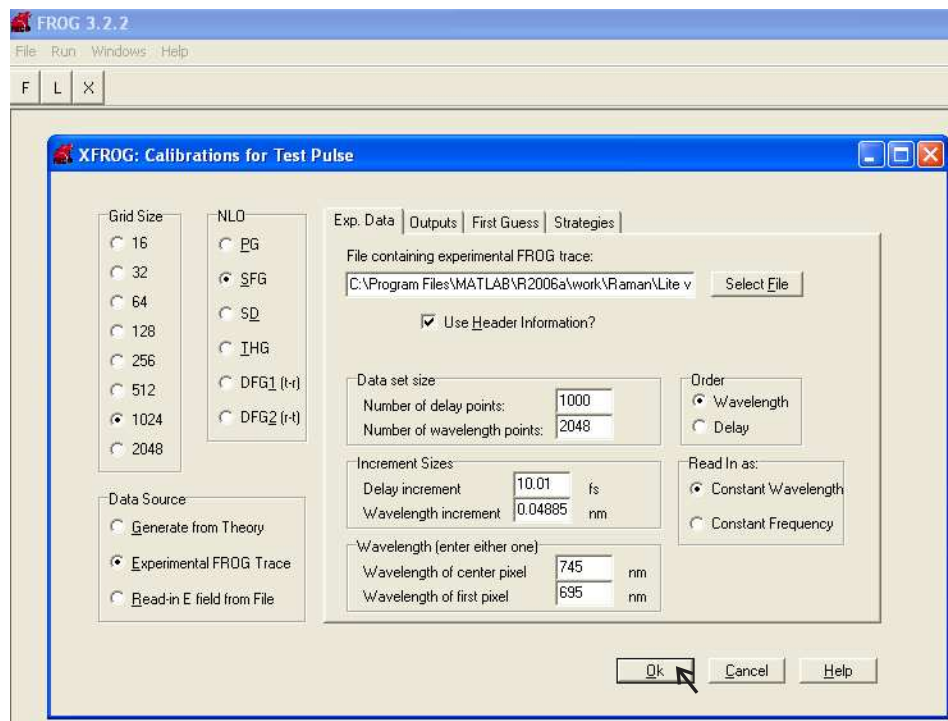 FROG 3.2.2
File Run Windows Help
F L X
XFROG: Calibrations for Test Pulse
Grid Size
16
32
64
128
256
512
1024
2048
NLO
PG
SFG
SD
THG
DFG1 (t-r)
DFG2 (r-t)
Data Source
Generate from Theory
Experimental FROG Trace
Read-in E field from File
Exp. Data Outputs First Guess Strategies
File containing experimental FROG trace:
C:\Program Files\MATLAB\R2006a\work\Raman\Lite v Select File
Use Header Information?
Data set size
Number of delay points: 1000
Number of wavelength points: 2048
Order
Wavelength
Delay
Increment Sizes
Delay increment 10.01 fs
Wavelength increment 0.04885 nm
Read In as:
Constant Wavelength
Constant Frequency
Wavelength (enter either one)
Wavelength of center pixel 745 nm
Wavelength of first pixel 695 nm
Ok Cancel Help